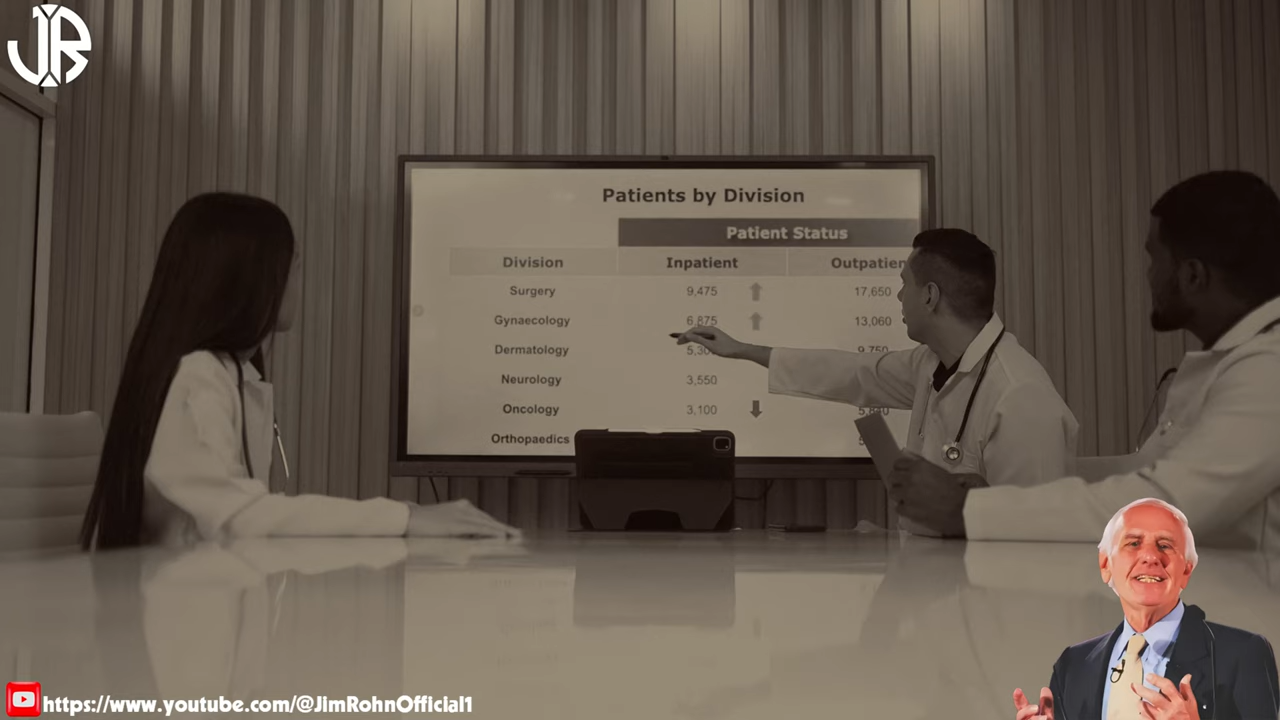 JR
Patients by Division
Patient Status
Division Inpatient
Surgery 9,475 17,650
Gynaecology 6,875 13,060
Dermatology
Neurology 3,550
Oncology 3,100
Orthopaedics
https://www.youtube.com/@JimRohnOfficial1